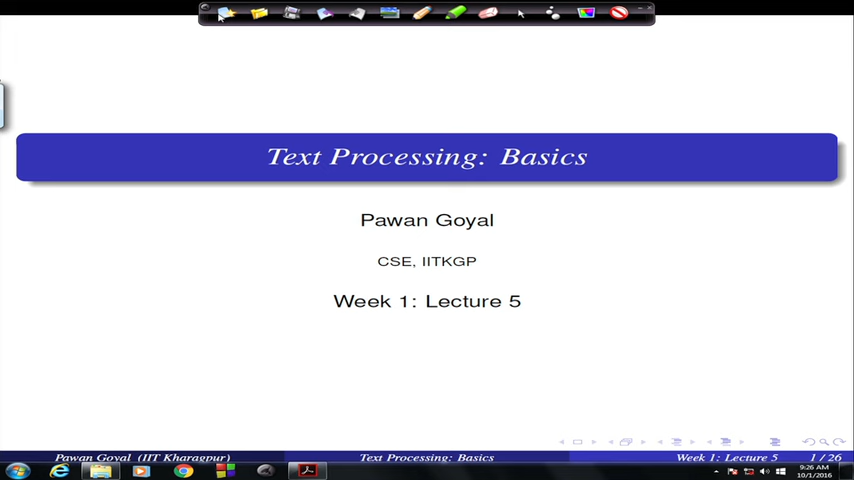 Text Processing: Basics
Pawan Goyal
CSE, IITKGP
Week 1: Lecture 5
Pawan Goyal (IIT Kharagpur)
Text Processing: Basics
Week 1: Lecture 5
1 / 26
9:26 AM
10/1/2016